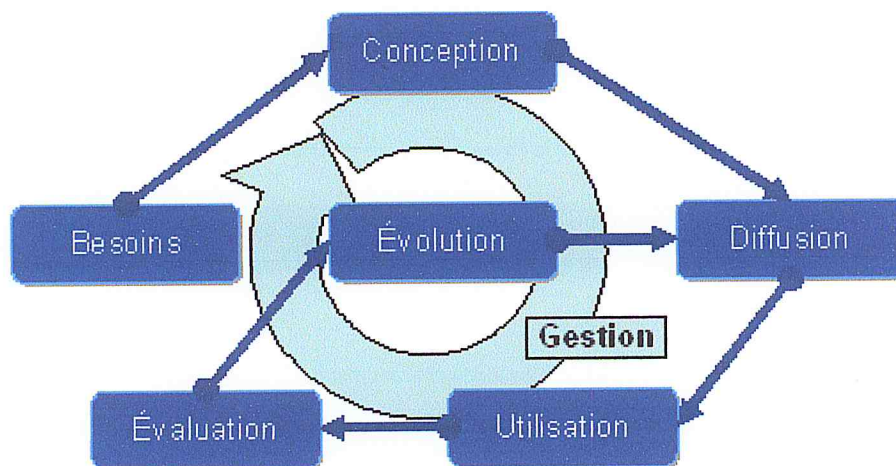 Conception
Besoins
Évolution
Diffusion
Gestion
Évaluation
Utilisation